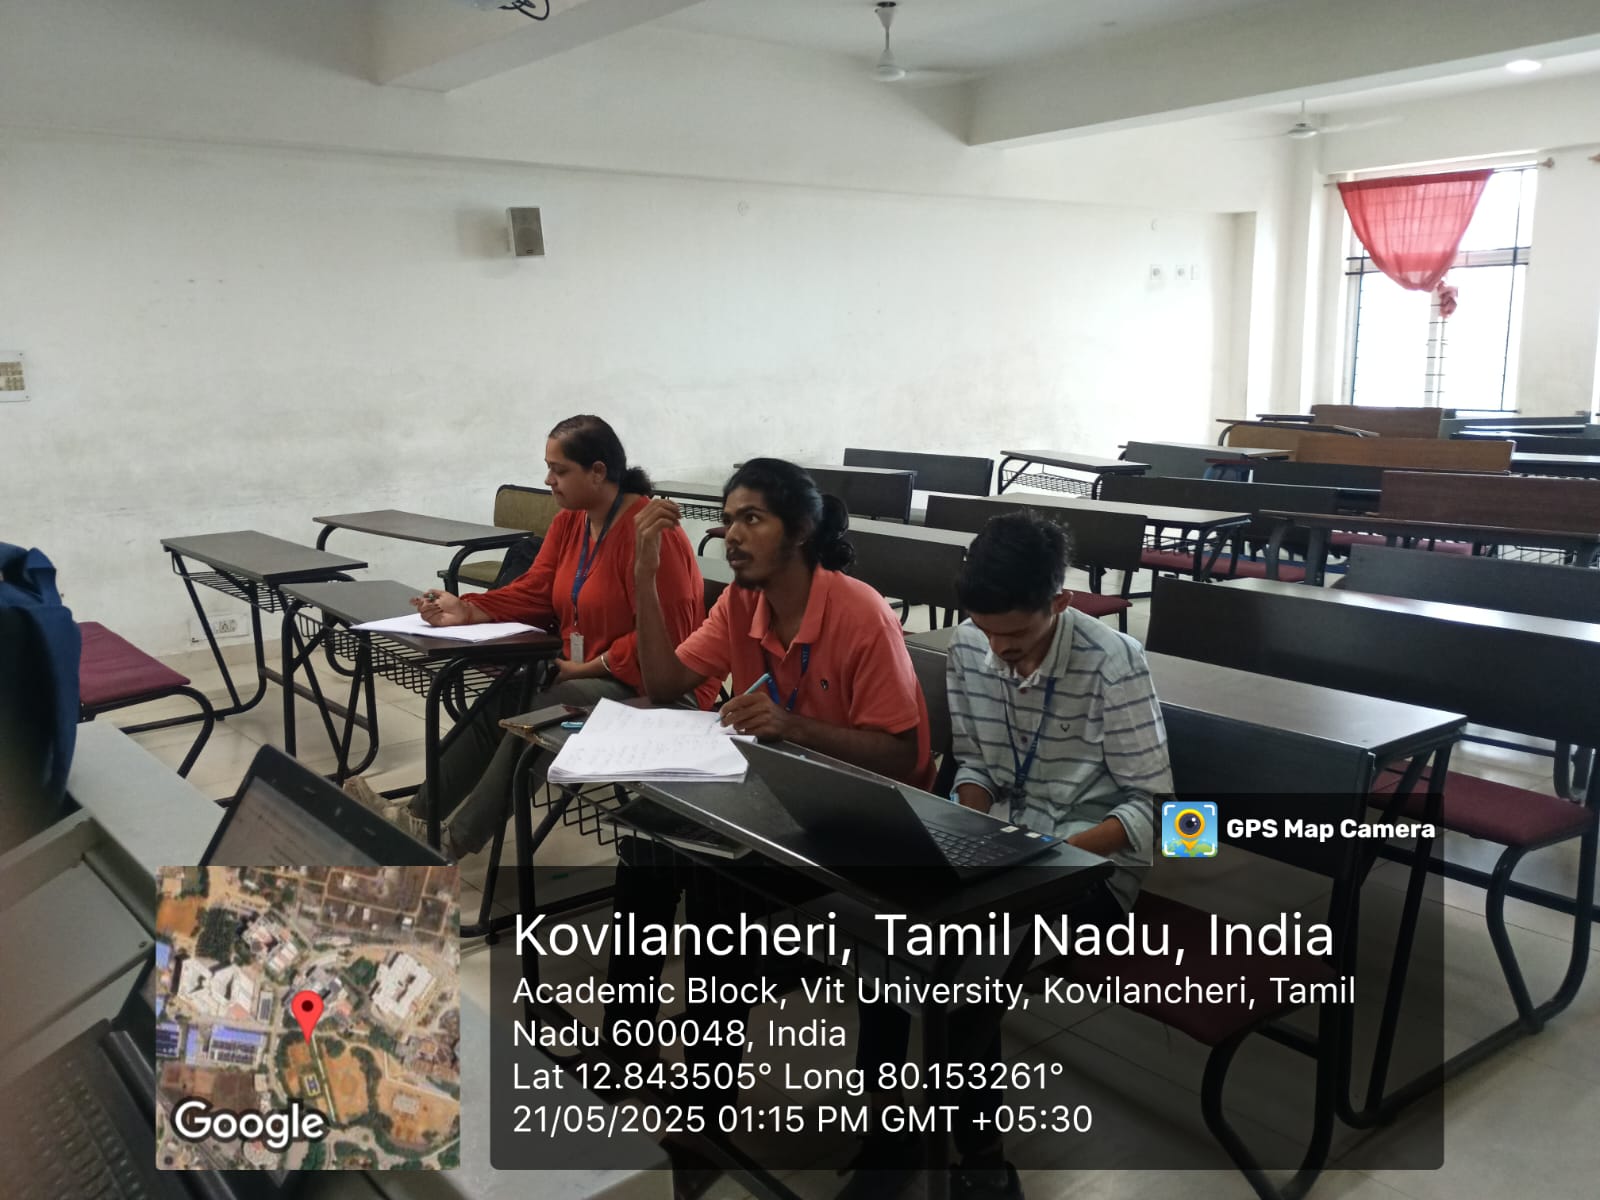 GPS Map Camera
Kovilancheri, Tamil Nadu, India
Academic Block, Vit University, Kovilancheri, Tamil
Nadu 600048, India
Lat 12.843505° Long 80.153261°
21/05/2025 01:15 PM GMT +05:30
Google